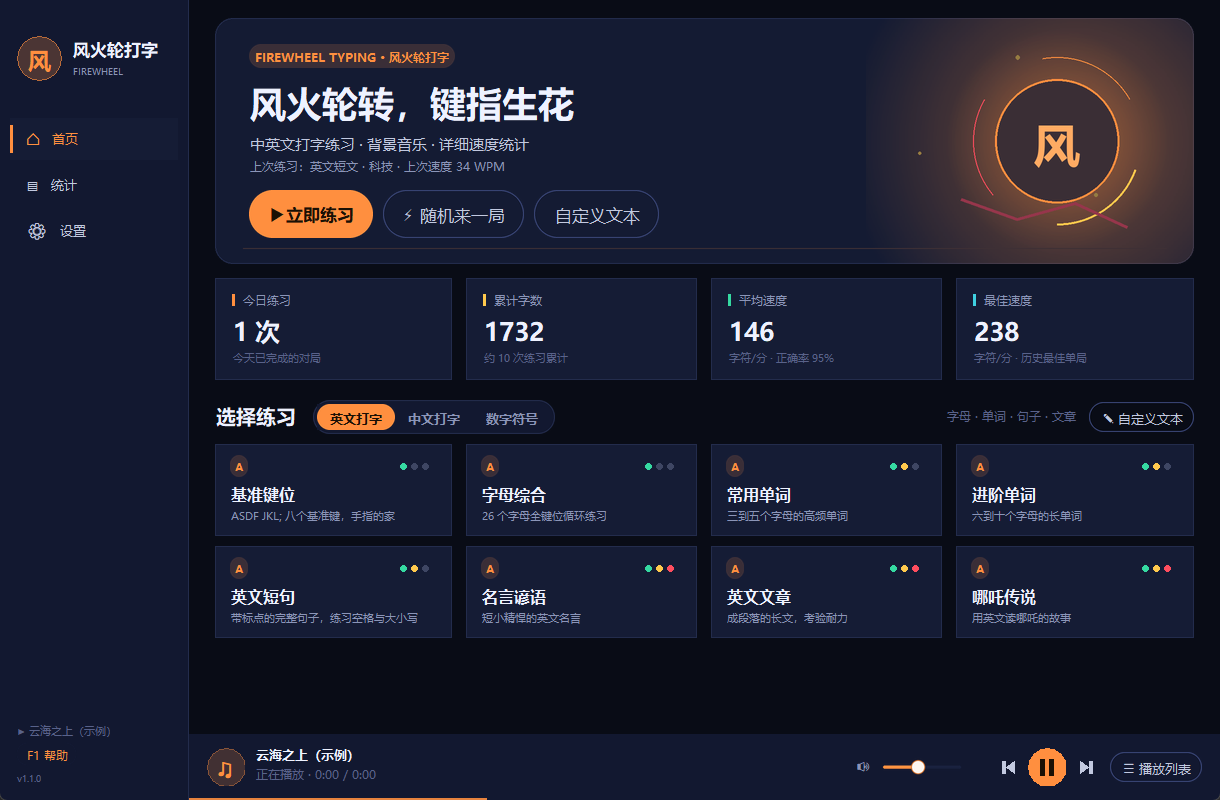 风
风火轮打字
FIREWHEEL
首页
统计
设置
FIREWHEEL TYPING • 风火轮打字
风火轮转，键指生花
中英文打字练习 · 背景音乐 · 详细速度统计
上次练习：英文短文 · 科技 · 上次速度 34 WPM
▶立即练习
⚡ 随机来一局
自定义文本
风
今日练习
1 次
今天已完成的对局
累计字数
1732
约 10 次练习累计
平均速度
146
字符/分 · 正确率 95%
最佳速度
238
字符/分 · 历史最佳单局
选择练习
英文打字
中文打字
数字符号
字母 · 单词 · 句子 · 文章
✎ 自定义文本
A
基准键位
ASDF JKL; 八个基准键，手指的家
A
字母综合
26 个字母全键位循环练习
A
常用单词
三到五个字母的高频单词
A
进阶单词
六到十个字母的长单词
A
英文短句
带标点的完整句子，练习空格与大小写
A
名言谚语
短小精悍的英文名言
A
英文文章
成段落的长文，考验耐力
A
哪吒传说
用英文读哪吒的故事
▸ 云海之上（示例）
F1 帮助
v1.1.0
♫
云海之上（示例）
正在播放 · 0:00 / 0:00
☰ 播放列表